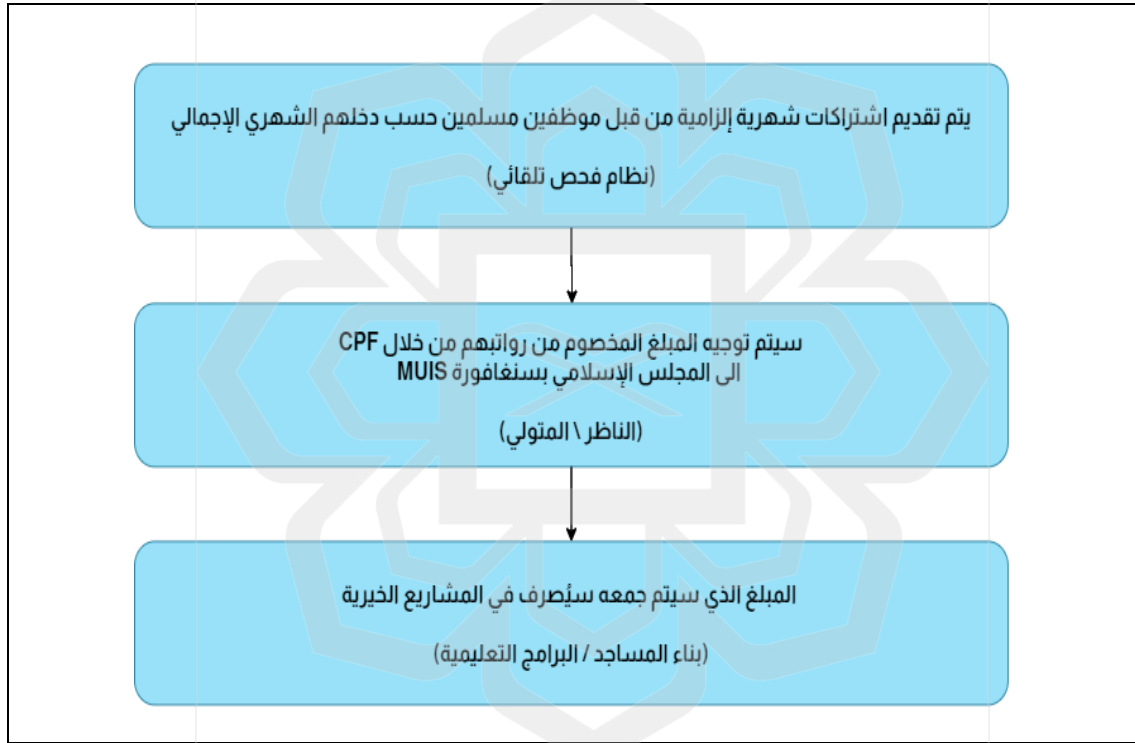 يتم تقديم اشتراكات شهرية إلزامية من قبل موظفين مسلمين حسب دخلهم الشهري الإجمالي
(نظام فحص تلقائي)
سيتم توجيه المبلغ المخصوم من رواتبهم من خلال CPF
الى المجلس الإسلامي بسنغافورة MUIS
(الناظر \ المتولي)
المبلغ الذي سيتم جمعه سيُصرف في المشاريع الخيرية
(بناء المساجد / البرامج التعليمية)